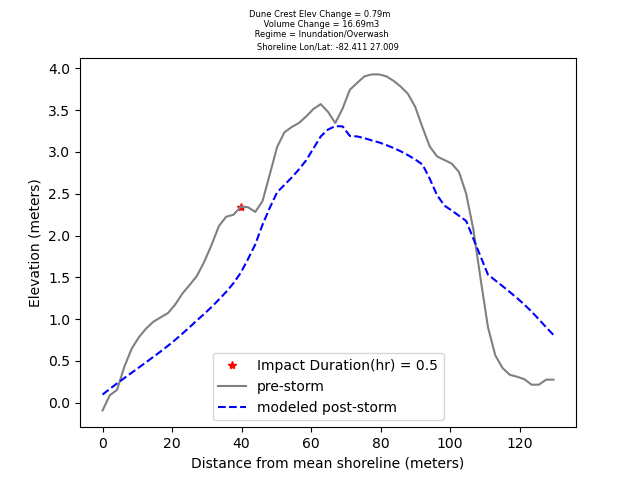 Dune Crest Elev Change = 0.79m
Volume Change = 16.69m3
Regime = Inundation/Overwash
Shoreline Lon/Lat: -82.411 27.009
4.0
3.5
3.0
2.5
2.0
1.5
1.0
0.5
0.0
Elevation (meters)
Impact Duration(hr) = 0.5
pre-storm
modeled post-storm
0 20 40 60 80 100 120
Distance from mean shoreline (meters)